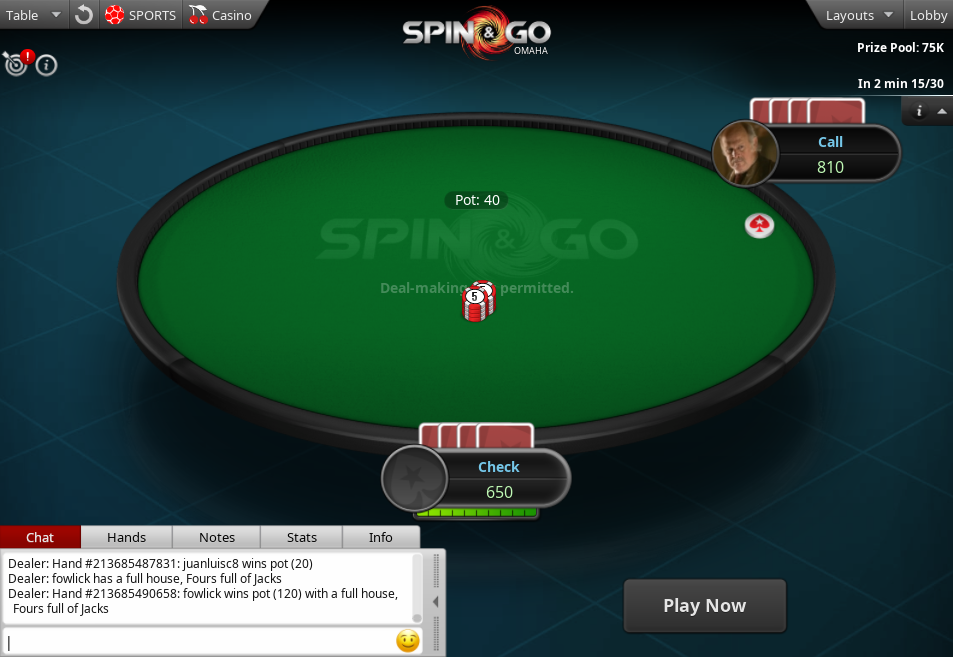 Table
SPORTS
Casino
SPIN & GO
OMAHA
Layouts
Lobby
Prize Pool: 75K
In 2 min 15/30
Call
810
Pot: 40
SPIN & GO
Deal-making permitted.
5
Check
650
Chat Hands Notes Stats Info
Dealer: Hand #213685487831: juanluisc8 wins pot (20)
Dealer: fowlick has a full house, Fours full of Jacks
Dealer: Hand #213685490658: fowlick wins pot (120) with a full house,
Fours full of Jacks
Play Now